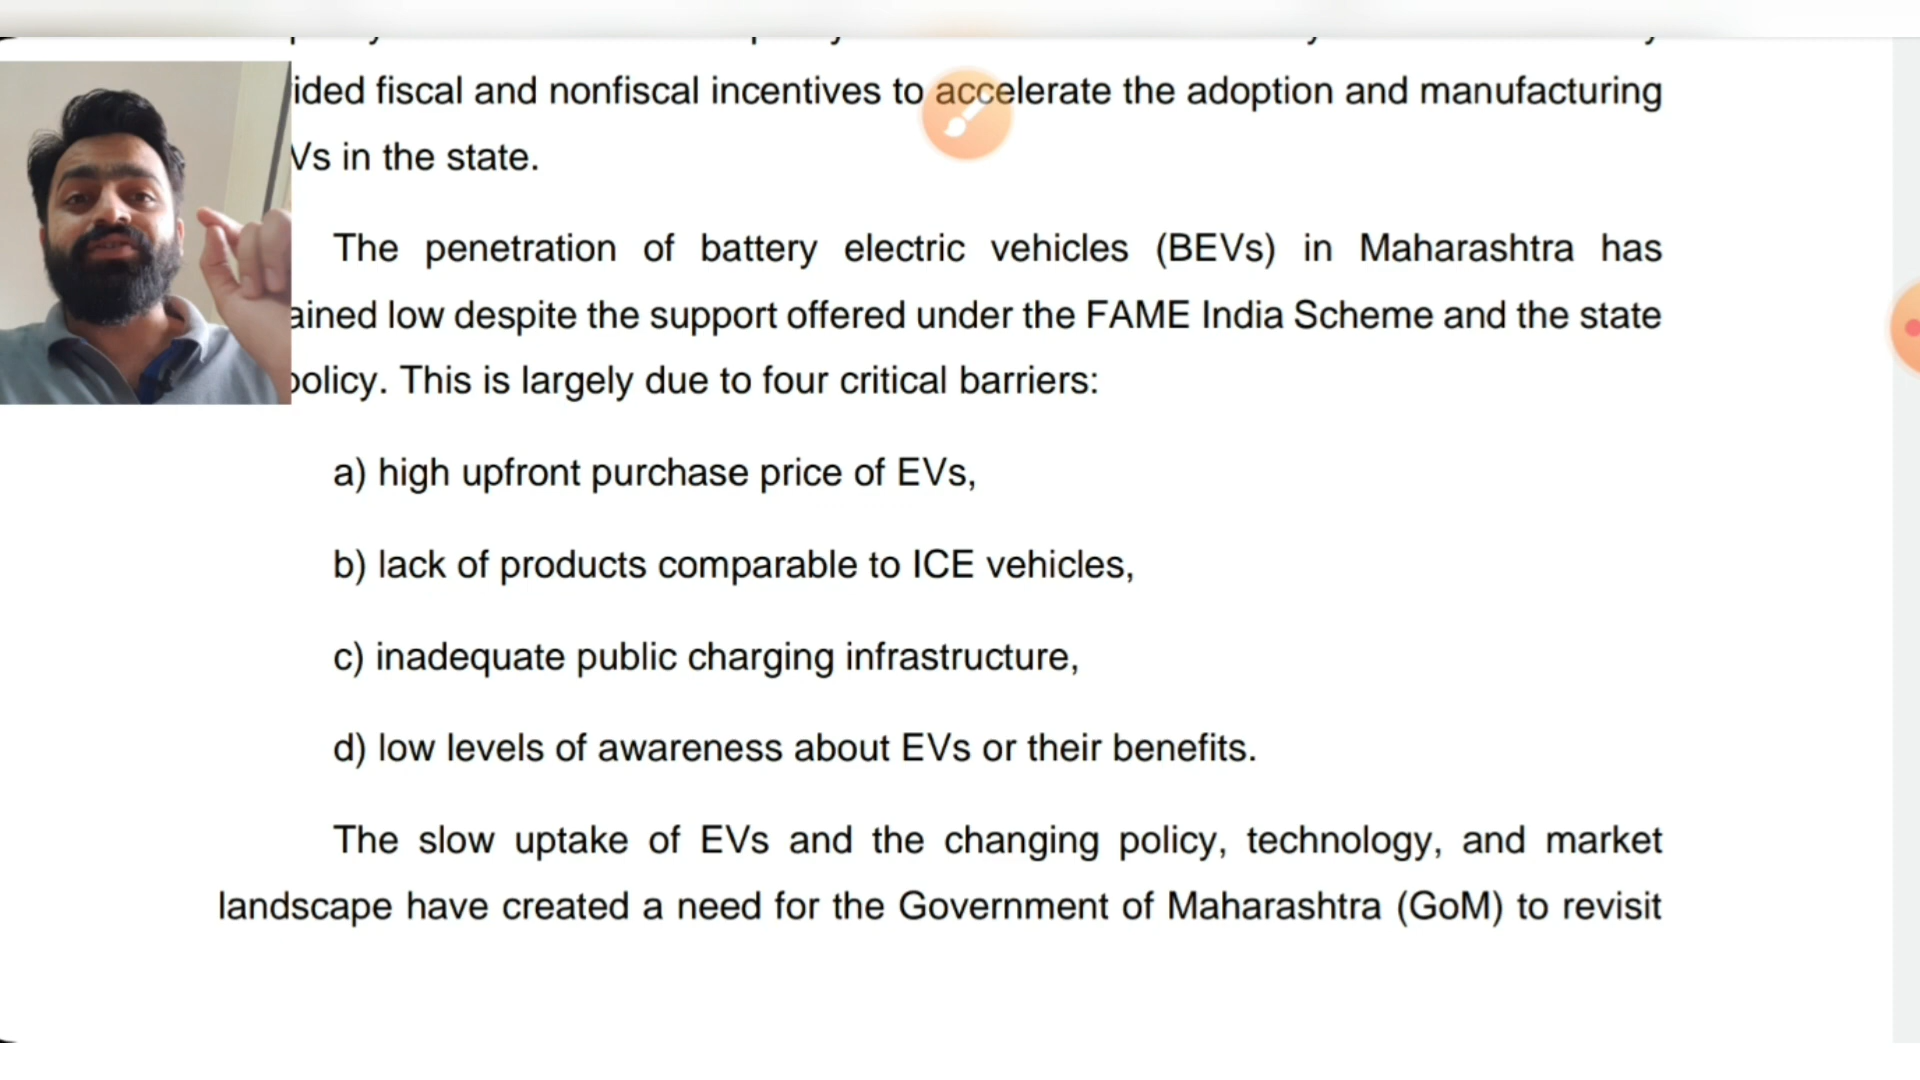 ided fiscal and nonfiscal incentives to accelerate the adoption and manufacturing
Vs in the state.
The penetration of battery electric vehicles (BEVs) in Maharashtra has
ained low despite the support offered under the FAME India Scheme and the state
policy. This is largely due to four critical barriers:
a) high upfront purchase price of EVs,
b) lack of products comparable to ICE vehicles,
c) inadequate public charging infrastructure,
d) low levels of awareness about EVs or their benefits.
The slow uptake of EVs and the changing policy, technology, and market
landscape have created a need for the Government of Maharashtra (GoM) to revisit